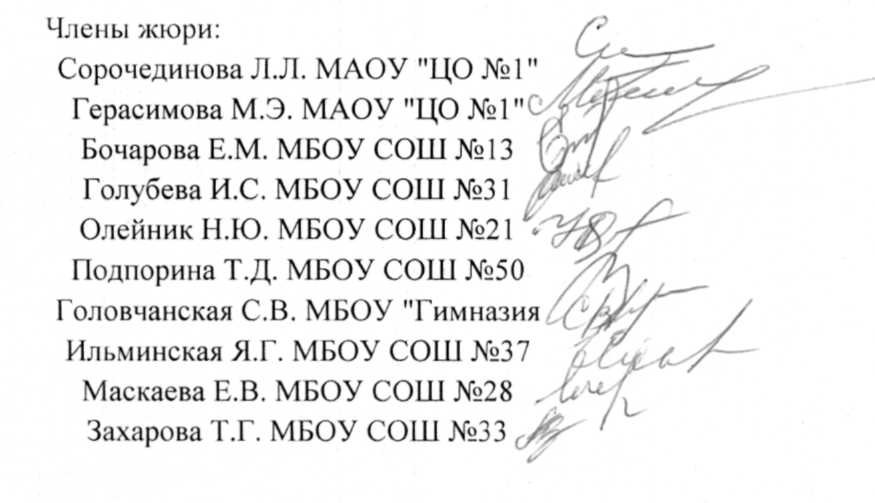 Члены жюри:
Сорочединова Л.Л. МАОУ "ЦО №1"
Герасимова М.Э. МАОУ "ЦО №1"
Бочарова Е.М. МБОУ СОШ №13
Голубева И.С. МБОУ СОШ №31
Олейник Н.Ю. МБОУ СОШ №21
Подпорина Т.Д. МБОУ СОШ №50
Головчанская С.В. МБОУ "Гимназия
Ильминская Я.Г. МБОУ СОШ №37
Маскаева Е.В. МБОУ СОШ №28
Захарова Т.Г. МБОУ СОШ №33